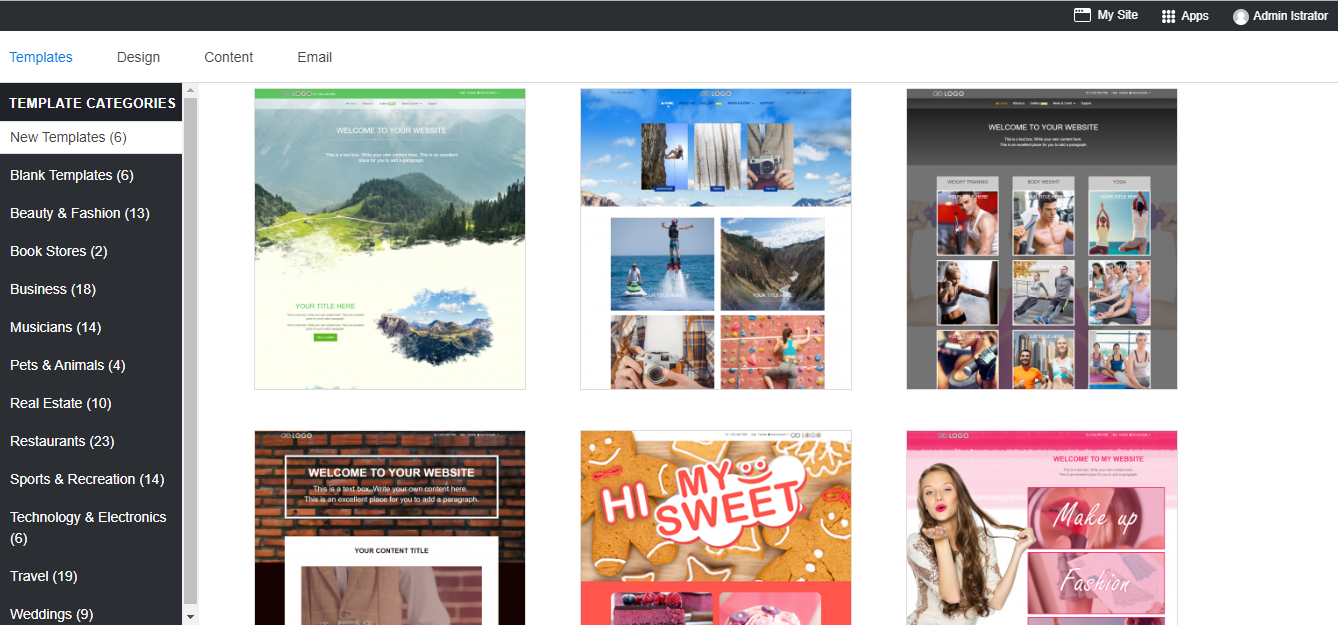 My Site
Apps
Admin Istrator
Templates
Design
Content
Email
TEMPLATE CATEGORIES
New Templates (6)
Blank Templates (6)
Beauty & Fashion (13)
Book Stores (2)
Business (18)
Musicians (14)
Pets & Animals (4)
Real Estate (10)
Restaurants (23)
Sports & Recreation (14)
Technology & Electronics
(6)
Travel (19)
Weddings (9)
LOGO
WELCOME TO YOUR WEBSITE
This is a text box. Write your own content here. This is an excellent
place for you to add a paragraph.
YOUR TITLE HERE
LOGO
YOUR TITLE HERE
YOUR TITLE HERE
LOGO
WELCOME TO YOUR WEBSITE
This is a text box. Write your own content here.
This is an excellent place for you to add a paragraph.
WEIGHT TRAINING
BODY WEIGHT
YOGA
YOUR TITLE HERE
YOUR TITLE HERE
YOUR TITLE HERE
LOGO
WELCOME TO YOUR WEBSITE
This is a text box. Write your own content here.
This is an excellent place for you to add a paragraph.
YOUR CONTENT TITLE
LOGO
HI MY
SWEET
LOGO
WELCOME TO MY WEBSITE
Make up
Fashion